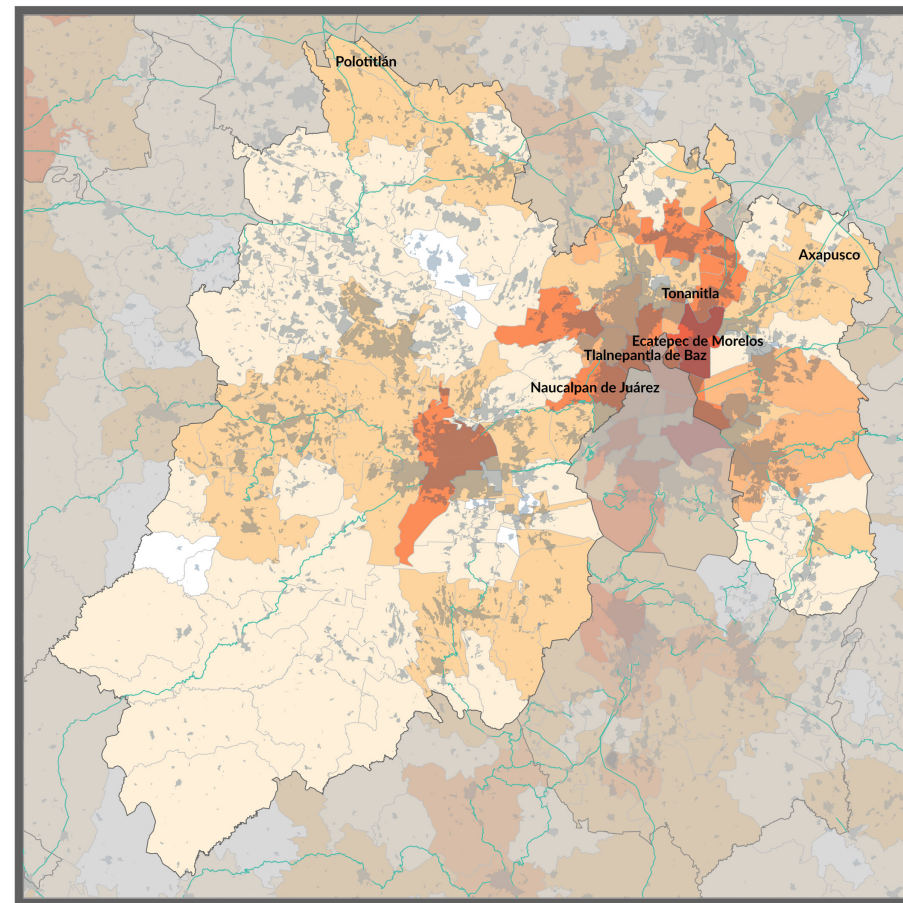 Polotitlán
Axapusco
Tonanitla
Ecatepec de Morelos
Tlalnepantla de Baz
Naucalpan de Juárez